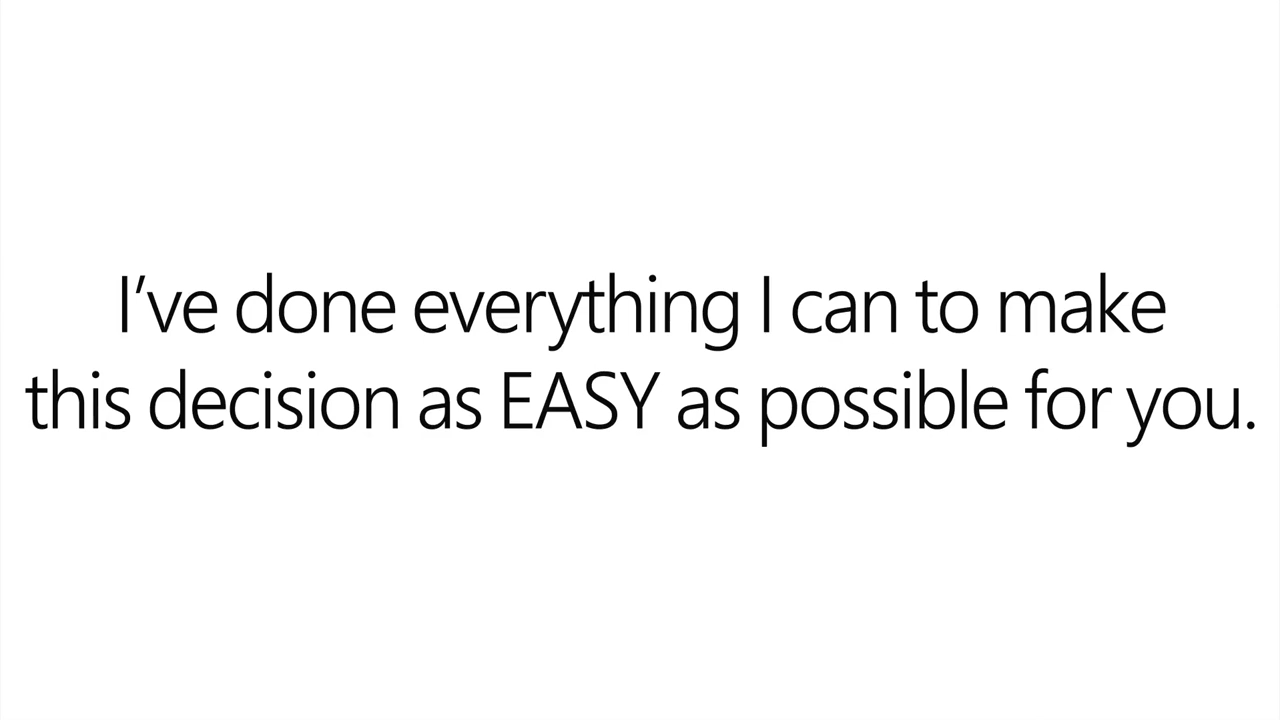 I've done everything I can to make
this decision as EASY as possible for you.